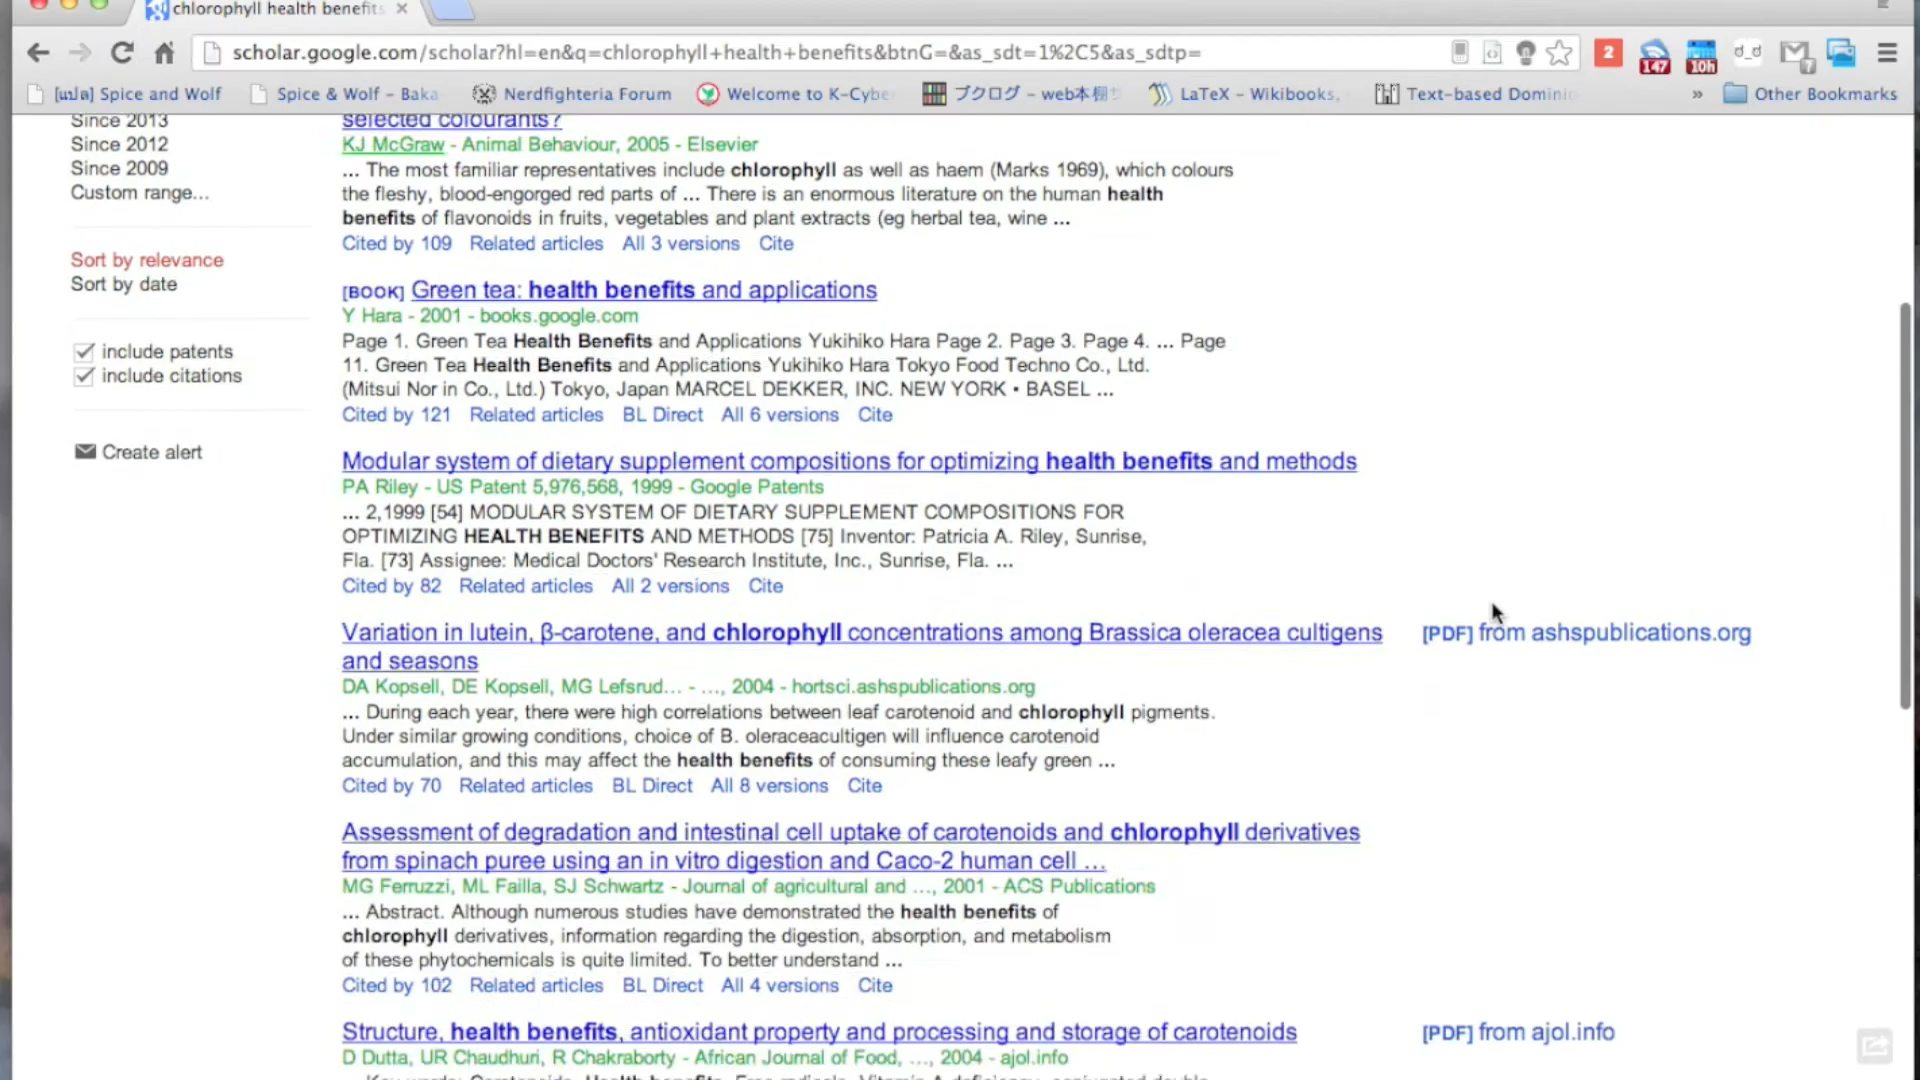 chlorophyll health benefits
scholar.google.com/scholar?hl=en&q=chlorophyll+health+benefits&btnG=&as_sdt=1%2C5&as_sdtp=
2
147
10h
7
[แปล] Spice and Wolf
Spice & Wolf – Baka
Nerdfighteria Forum
Welcome to K-Cybe
ブクログ – web本棚サ
LaTeX – Wikibooks,
Text-based Dominio
»
Other Bookmarks
Since 2013
Since 2012
Since 2009
Custom range...
Sort by relevance
Sort by date
include patents
include citations
Create alert
selected colourants?
KJ McGraw - Animal Behaviour, 2005 - Elsevier
... The most familiar representatives include chlorophyll as well as haem (Marks 1969), which colours
the fleshy, blood-engorged red parts of ... There is an enormous literature on the human health
benefits of flavonoids in fruits, vegetables and plant extracts (eg herbal tea, wine ...
Cited by 109 Related articles All 3 versions Cite
[BOOK] Green tea: health benefits and applications
Y Hara - 2001 - books.google.com
Page 1. Green Tea Health Benefits and Applications Yukihiko Hara Page 2. Page 3. Page 4. ... Page
11. Green Tea Health Benefits and Applications Yukihiko Hara Tokyo Food Techno Co., Ltd.
(Mitsui Nor in Co., Ltd.) Tokyo, Japan MARCEL DEKKER, INC. NEW YORK • BASEL ...
Cited by 121 Related articles BL Direct All 6 versions Cite
Modular system of dietary supplement compositions for optimizing health benefits and methods
PA Riley - US Patent 5,976,568, 1999 - Google Patents
... 2,1999 [54] MODULAR SYSTEM OF DIETARY SUPPLEMENT COMPOSITIONS FOR
OPTIMIZING HEALTH BENEFITS AND METHODS [75] Inventor: Patricia A. Riley, Sunrise,
Fla. [73] Assignee: Medical Doctors' Research Institute, Inc., Sunrise, Fla. ...
Cited by 82 Related articles All 2 versions Cite
Variation in lutein, β-carotene, and chlorophyll concentrations among Brassica oleracea cultigens
and seasons
[PDF] from ashspublications.org
DA Kopsell, DE Kopsell, MG Lefsrud... - ..., 2004 - hortsci.ashspublications.org
... During each year, there were high correlations between leaf carotenoid and chlorophyll pigments.
Under similar growing conditions, choice of B. oleraceacultigen will influence carotenoid
accumulation, and this may affect the health benefits of consuming these leafy green ...
Cited by 70 Related articles BL Direct All 8 versions Cite
Assessment of degradation and intestinal cell uptake of carotenoids and chlorophyll derivatives
from spinach puree using an in vitro digestion and Caco-2 human cell ...
MG Ferruzzi, ML Failla, SJ Schwartz - Journal of agricultural and ..., 2001 - ACS Publications
... Abstract. Although numerous studies have demonstrated the health benefits of
chlorophyll derivatives, information regarding the digestion, absorption, and metabolism
of these phytochemicals is quite limited. To better understand ...
Cited by 102 Related articles BL Direct All 4 versions Cite
Structure, health benefits, antioxidant property and processing and storage of carotenoids
[PDF] from ajol.info
D Dutta, UR Chaudhuri, R Chakraborty - African Journal of Food, ..., 2004 - ajol.info